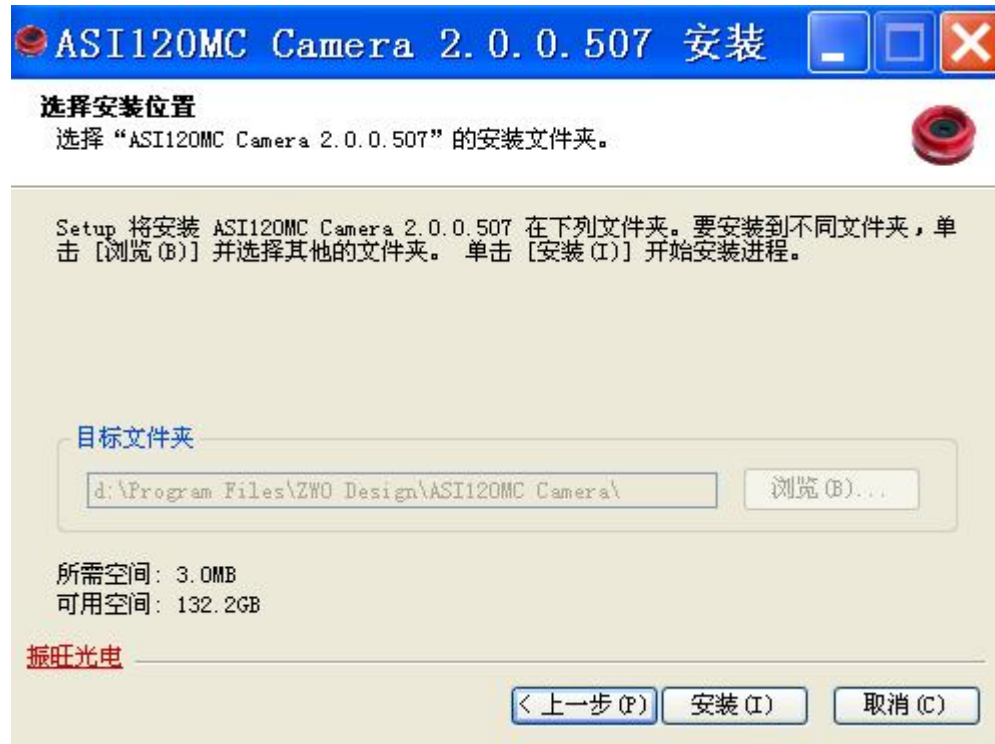 ASI120MC Camera 2.0.0.507 安装
选择安装位置
选择“ASI120MC Camera 2.0.0.507”的安装文件夹。
Setup 将安装 ASI120MC Camera 2.0.0.507 在下列文件夹。要安装到不同文件夹，单
击 [浏览(B)] 并选择其他的文件夹。 单击 [安装(I)] 开始安装进程。
目标文件夹
d:\Program Files\ZWO Design\ASI120MC Camera\
浏览(B)...
所需空间: 3.0MB
可用空间: 132.2GB
振旺光电
< 上一步(P) 安装(I) 取消(C)